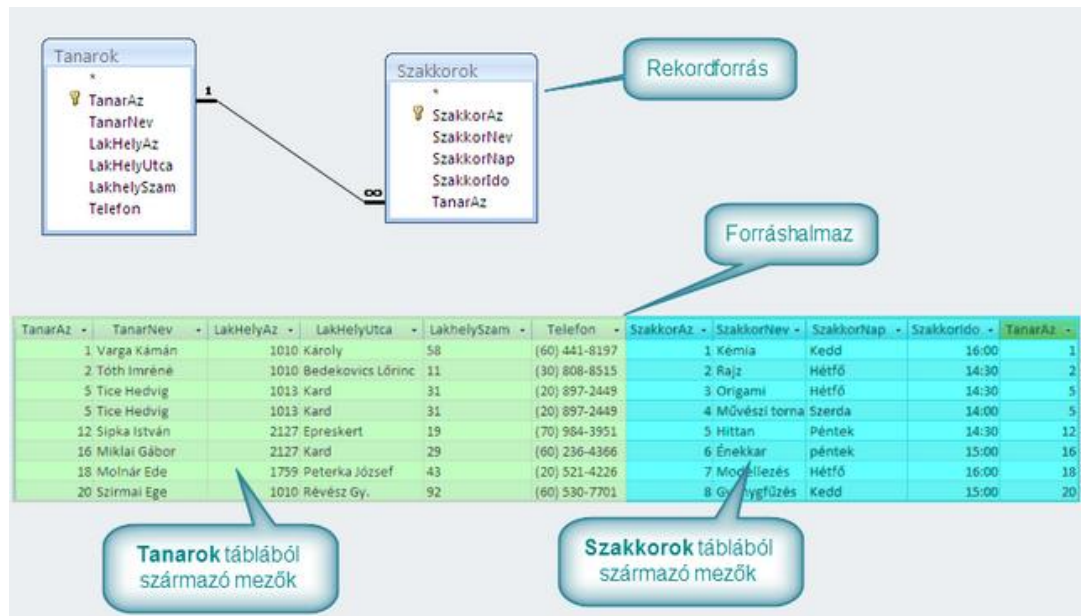 Tanarok
*
TanarAz
TanarNev
LakHelyAz
LakHelyUtca
LakhelySzam
Telefon
1
∞
Szakkorok
*
SzakkorAz
SzakkorNev
SzakkorNap
SzakkorIdo
TanarAz
Rekordforrás
Forráshalmaz
TanarAz TanarNev LakHelyAz LakHelyUtca LakhelySzam Telefon SzakkorAz SzakkorNev SzakkorNap SzakkorIdo TanarAz
1 Varga Kámán 1010 Károly 58 (60) 441-8197 1 Kémia Kedd 16:00 1
2 Tóth Imréné 1010 Bedekovics Lőrinc 11 (30) 808-8515 2 Rajz Hétfő 14:30 2
5 Tice Hedvig 1013 Kard 31 (20) 897-2449 3 Origami Hétfő 14:30 5
5 Tice Hedvig 1013 Kard 31 (20) 897-2449 4 Művészi torna Szerda 14:00 5
12 Sipka István 2127 Epreskert 19 (70) 984-3951 5 Hittan Péntek 14:30 12
16 Miklai Gábor 2127 Kard 29 (60) 236-4366 6 Énekkar péntek 15:00 16
18 Molnár Ede 1759 Peterka József 43 (20) 521-4226 7 Modellezés Hétfő 16:00 18
20 Szirmai Ege 1010 Révész Gy. 92 (60) 530-7701 8 Kedd 15:00 20
Tanarok táblából
származó mezők
Szakkorok táblából
származó mezők